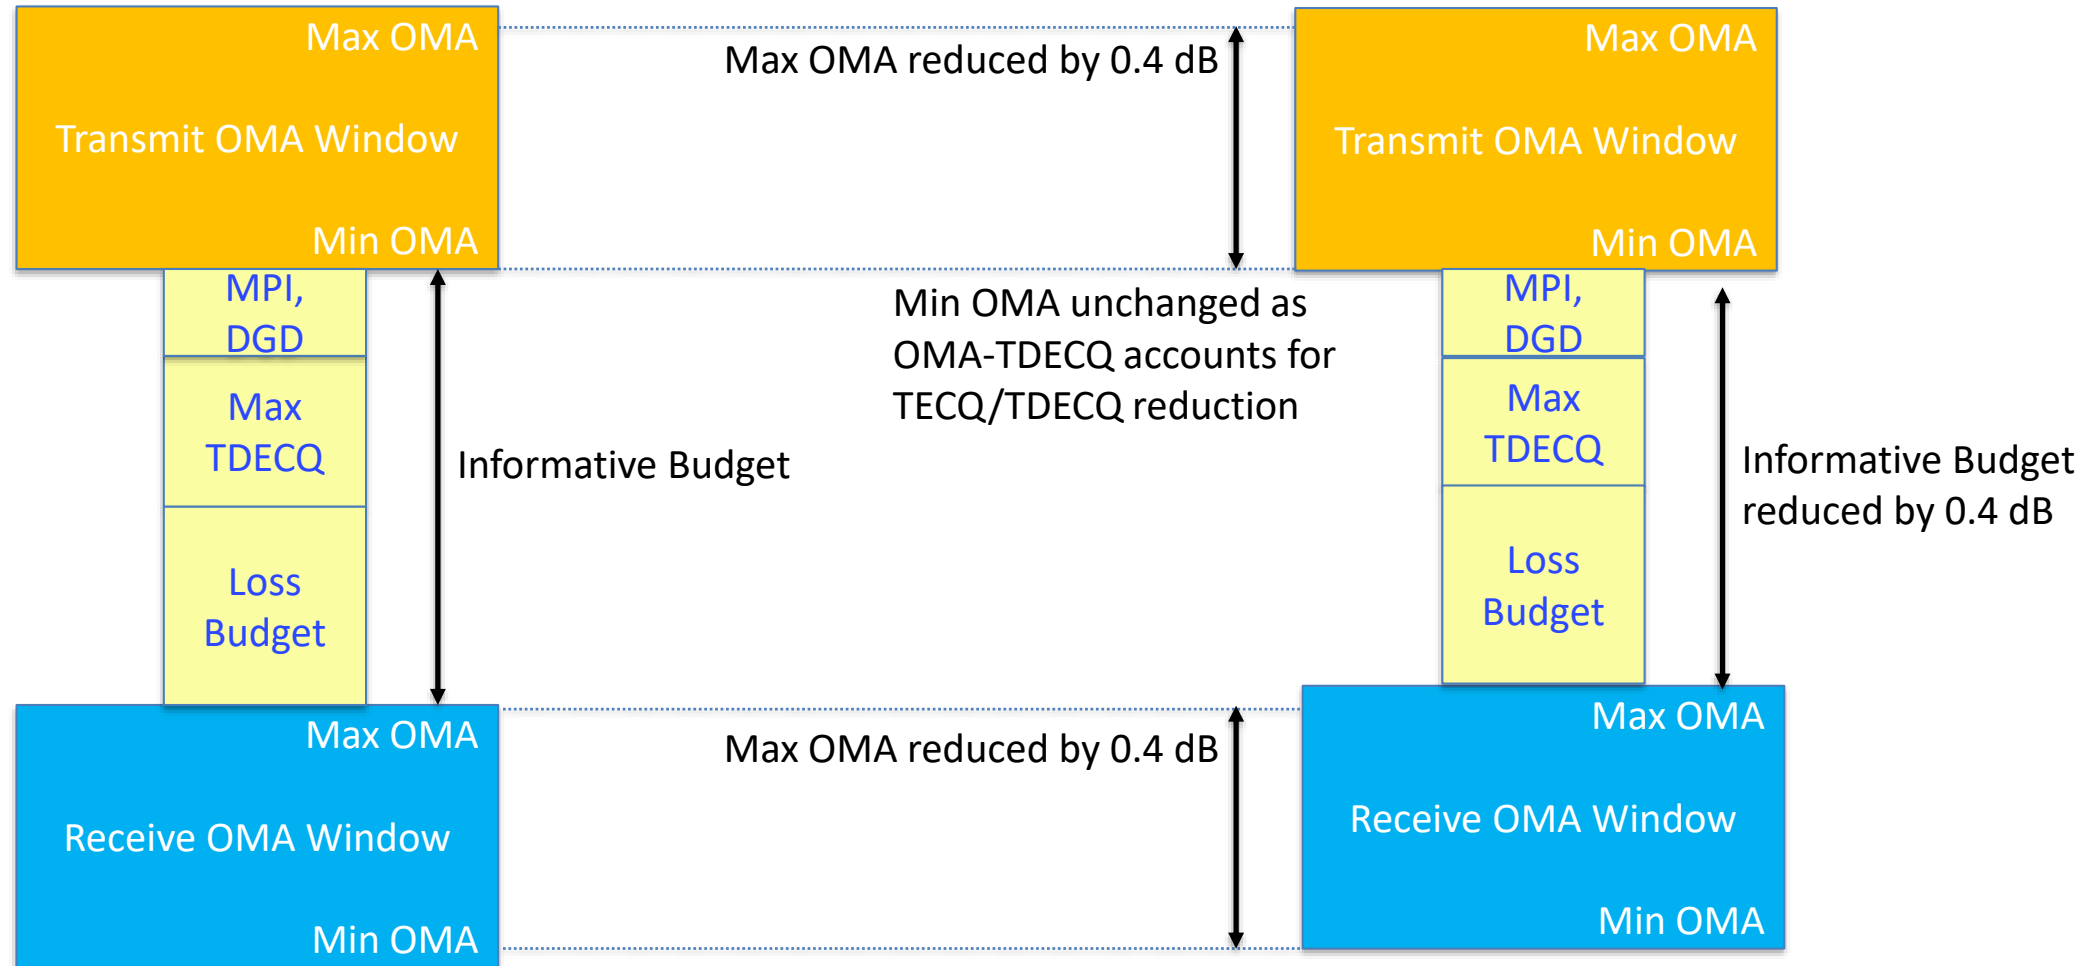 Max OMA
Transmit OMA Window
Min OMA
MPI,
DGD
Max
TDECQ
Loss
Budget
Informative Budget
Max OMA
Receive OMA Window
Min OMA
Max OMA reduced by 0.4 dB
Min OMA unchanged as
OMA-TDECQ accounts for
TECQ/TDECQ reduction
Max OMA reduced by 0.4 dB
Max OMA
Transmit OMA Window
Min OMA
MPI,
DGD
Max
TDECQ
Loss
Budget
Informative Budget
reduced by 0.4 dB
Max OMA
Receive OMA Window
Min OMA